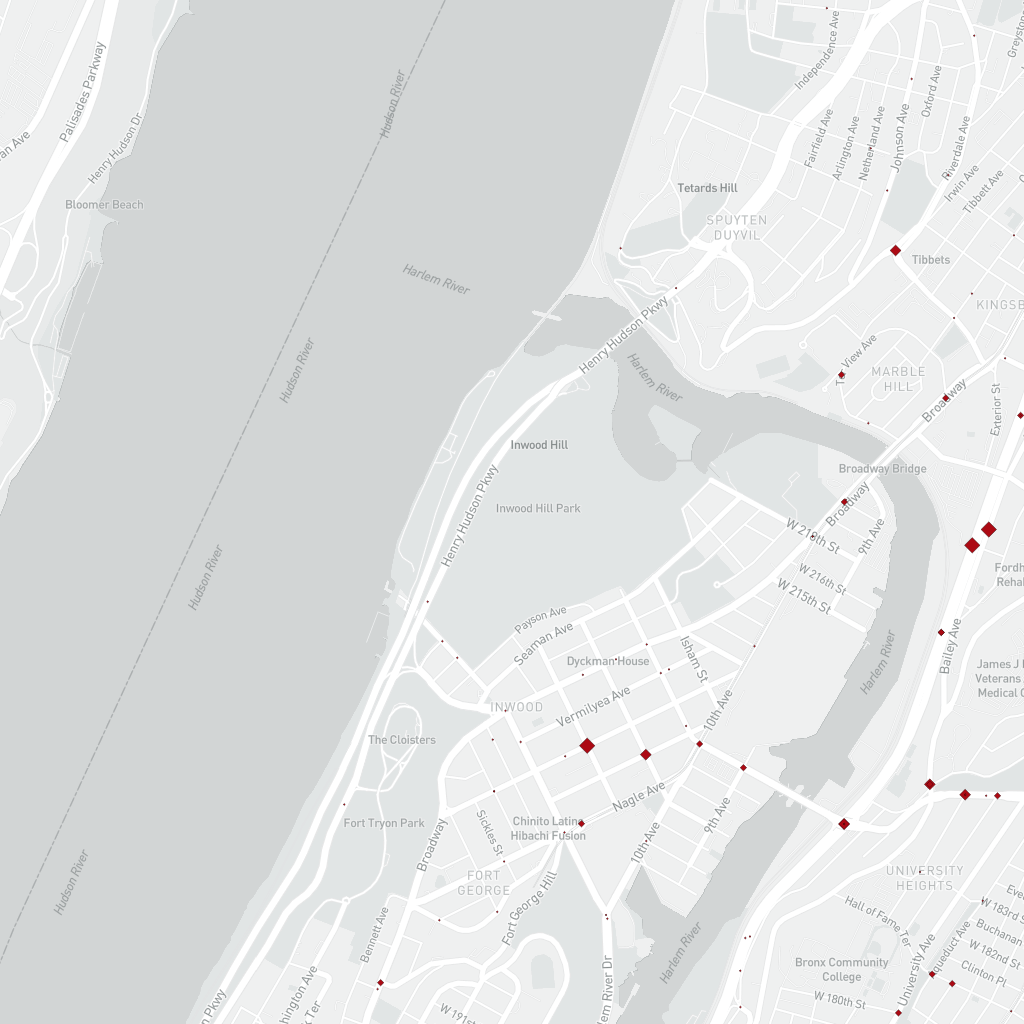 Palisades Parkway
Hudson River
Independence Ave
Oxford Ave
Fairfield Ave
Arlington Ave
Netherland Ave
Johnson Ave
Riverdale Ave
Henry Hudson Dr
Irwin Ave
Tibbett Ave
Tetards Hill
Bloomer Beach
SPUYTEN
DUYVIL
Tibbets
Harlem River
Henry Hudson Pkwy
Hudson River
View Ave
MARBLE
HILL
Harlem River
Broadway
Exterior St
Inwood Hill
Broadway Bridge
Henry Hudson Pkwy
Inwood Hill Park
Broadway
W 218th St
9th Ave
Hudson River
W 216th St
W 215th St
Payson Ave
Seaman Ave
Dyckman House
Isham St
Harlem River
Bailey Ave
James J
Veterans
Medical
INWOOD
Vermilyea Ave
10th Ave
The Cloisters
Nagle Ave
9th Ave
Fort Tryon Park
Broadway
Sickles St
Chinito Latino
Hibachi Fusion
10th Ave
Hudson River
FORT
GEORGE
UNIVERSITY
HEIGHTS
Fort George Hill
Hall of Fame Ter
W 183rd St
Buchanan
Bennett Ave
W 182nd St
University Ave
Aqueduct Ave
Clinton Pl
Harlem River
Bronx Community
College
W 180th St
W 191st
Pkwy